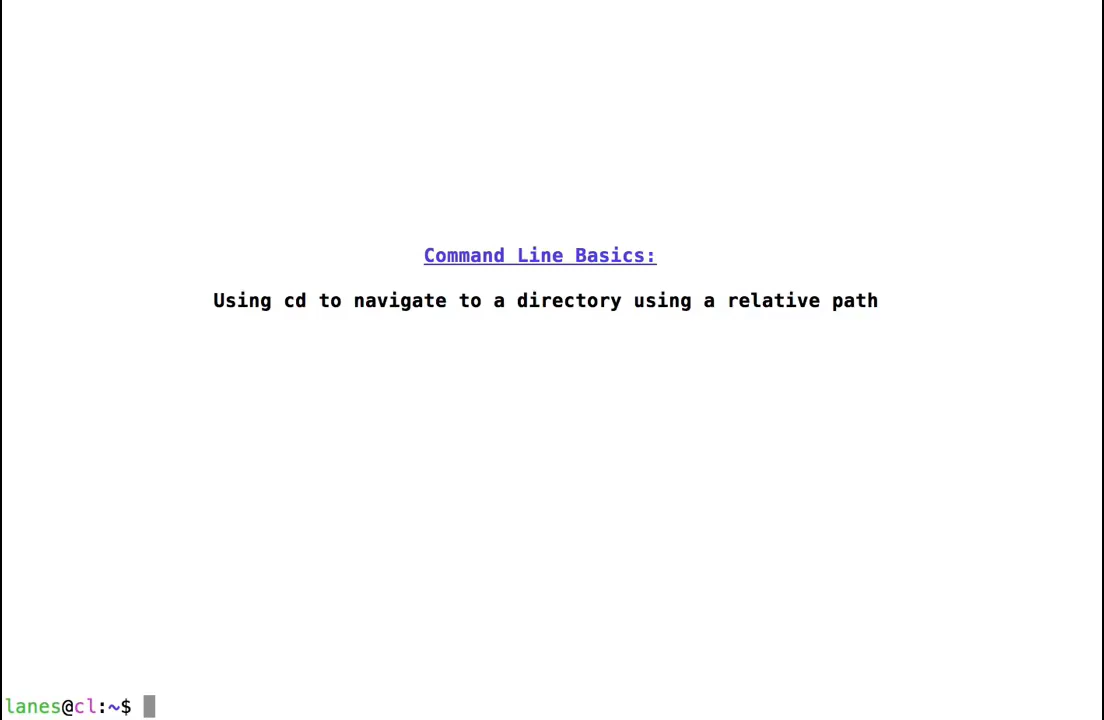 Command Line Basics:
Using cd to navigate to a directory using a relative path
lanes@cl:~$